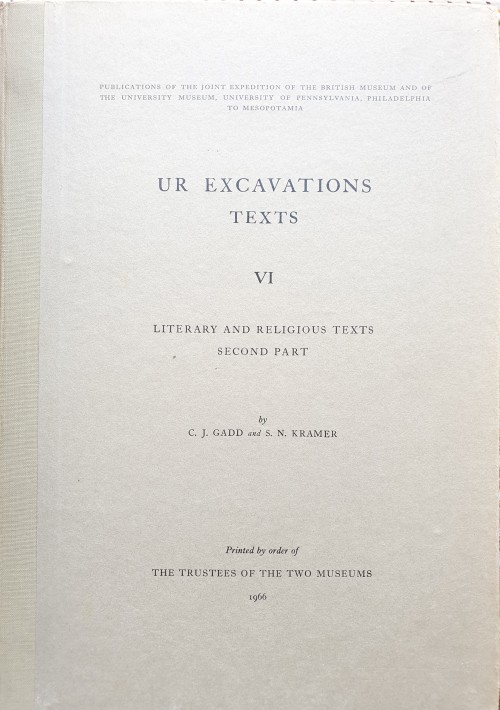 PUBLICATIONS OF THE JOINT EXPEDITION OF THE BRITISH MUSEUM AND OF
THE UNIVERSITY MUSEUM, UNIVERSITY OF PENNSYLVANIA, PHILADELPHIA
TO MESOPOTAMIA
UR EXCAVATIONS
TEXTS
VI
LITERARY AND RELIGIOUS TEXTS
SECOND PART
by
C. J. GADD and S. N. KRAMER
Printed by order of
THE TRUSTEES OF THE TWO MUSEUMS
1966